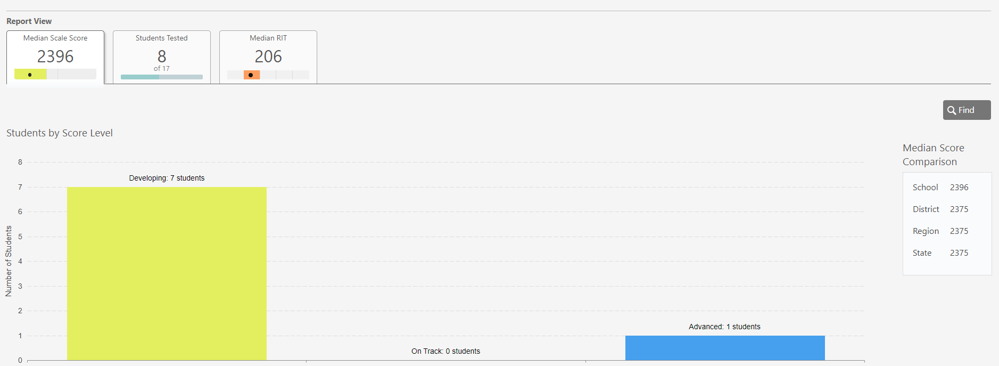 Report View
Median Scale Score
2396
Students Tested
8
of 17
Median RIT
206
Find
Students by Score Level
Median Score
Comparison
School 2396
District 2375
Region 2375
State 2375
Number of Students
8
7
6
5
4
3
2
1
0
Developing: 7 students
On Track: 0 students
Advanced: 1 students